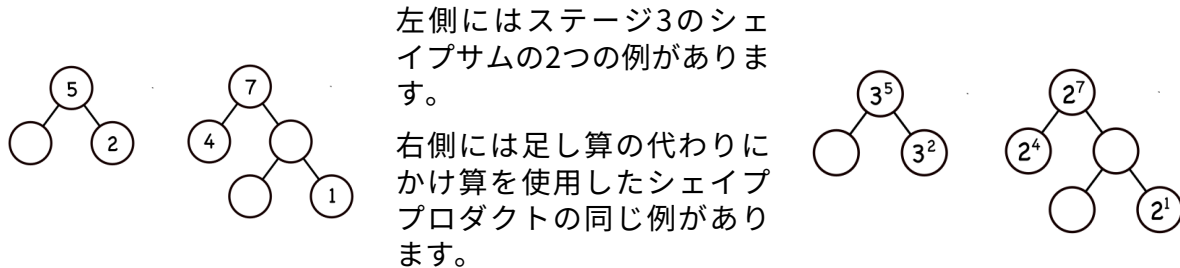 5
2
7
4
1
左側にはステージ3のシェ
イプサムの2つの例がありま
す。
右側には足し算の代わりに
かけ算を使用したシェイプ
プロダクトの同じ例があり
ます。
3⁵
3²
2⁷
2⁴
2¹